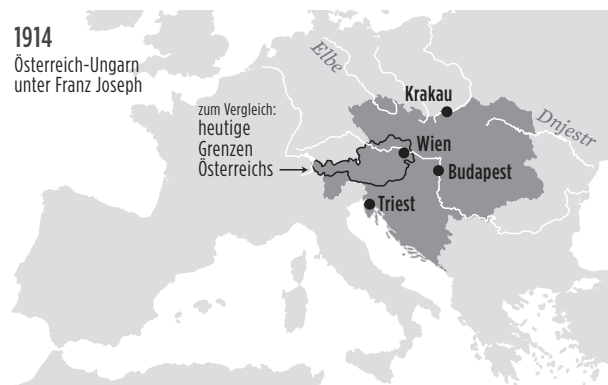 1914
Österreich-Ungarn
unter Franz Joseph
Elbe
Krakau
Dnjestr
zum Vergleich:
heutige
Grenzen
Österreichs
Wien
Budapest
Triest